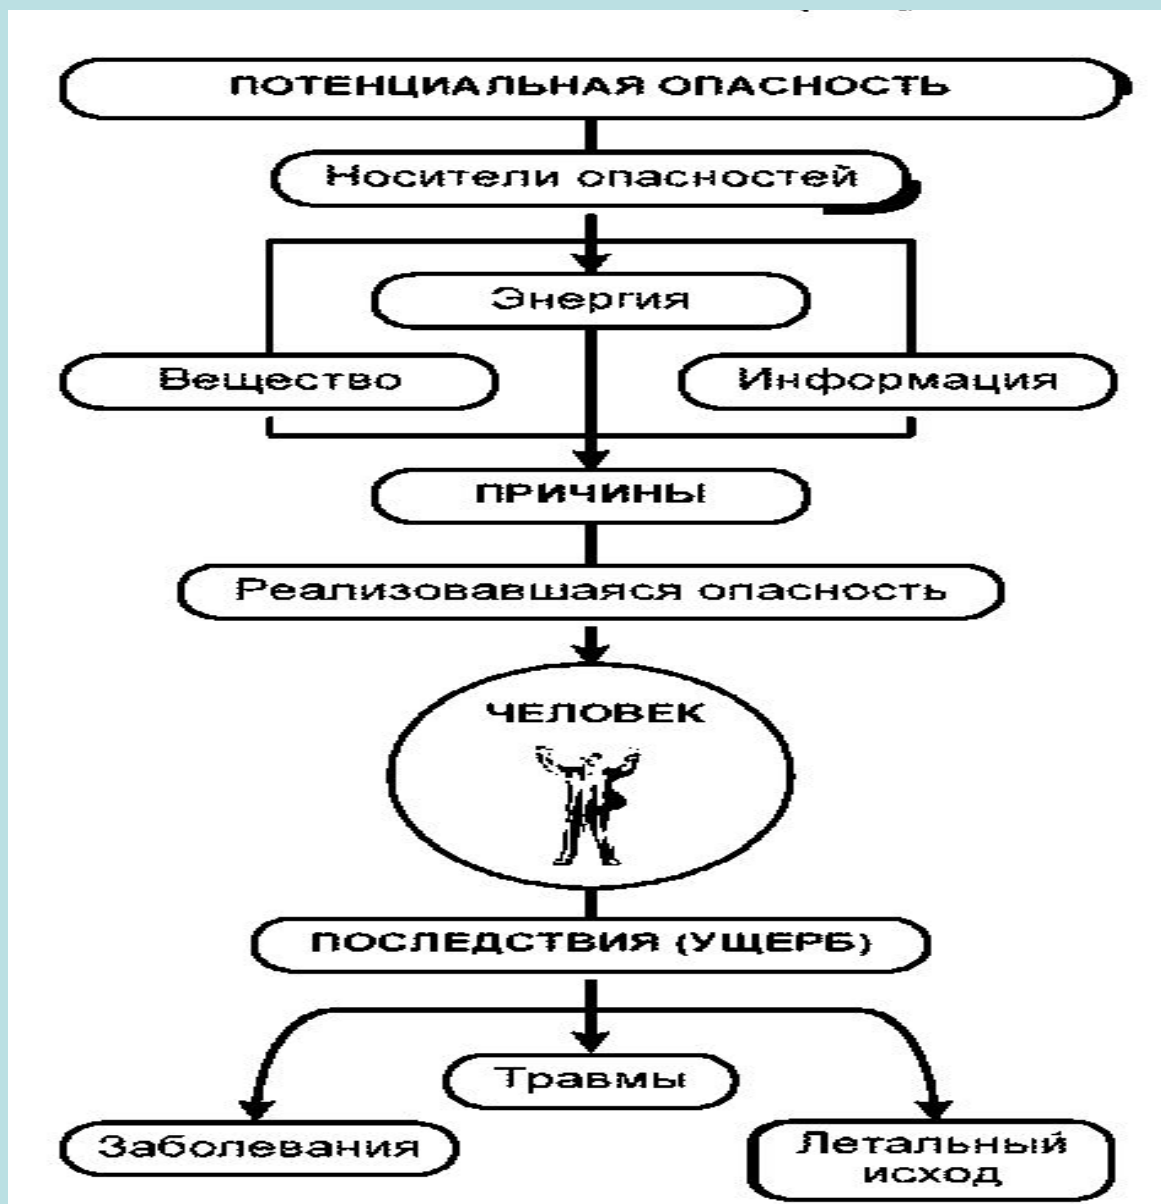 ПОТЕНЦИАЛЬНАЯ ОПАСНОСТЬ
Носители опасностей
Энергия
Вещество
Информация
ПРИЧИНЫ
Реализовавшаяся опасность
ЧЕЛОВЕК
ПОСЛЕДСТВИЯ (УЩЕРБ)
Травмы
Заболевания
Летальный
исход